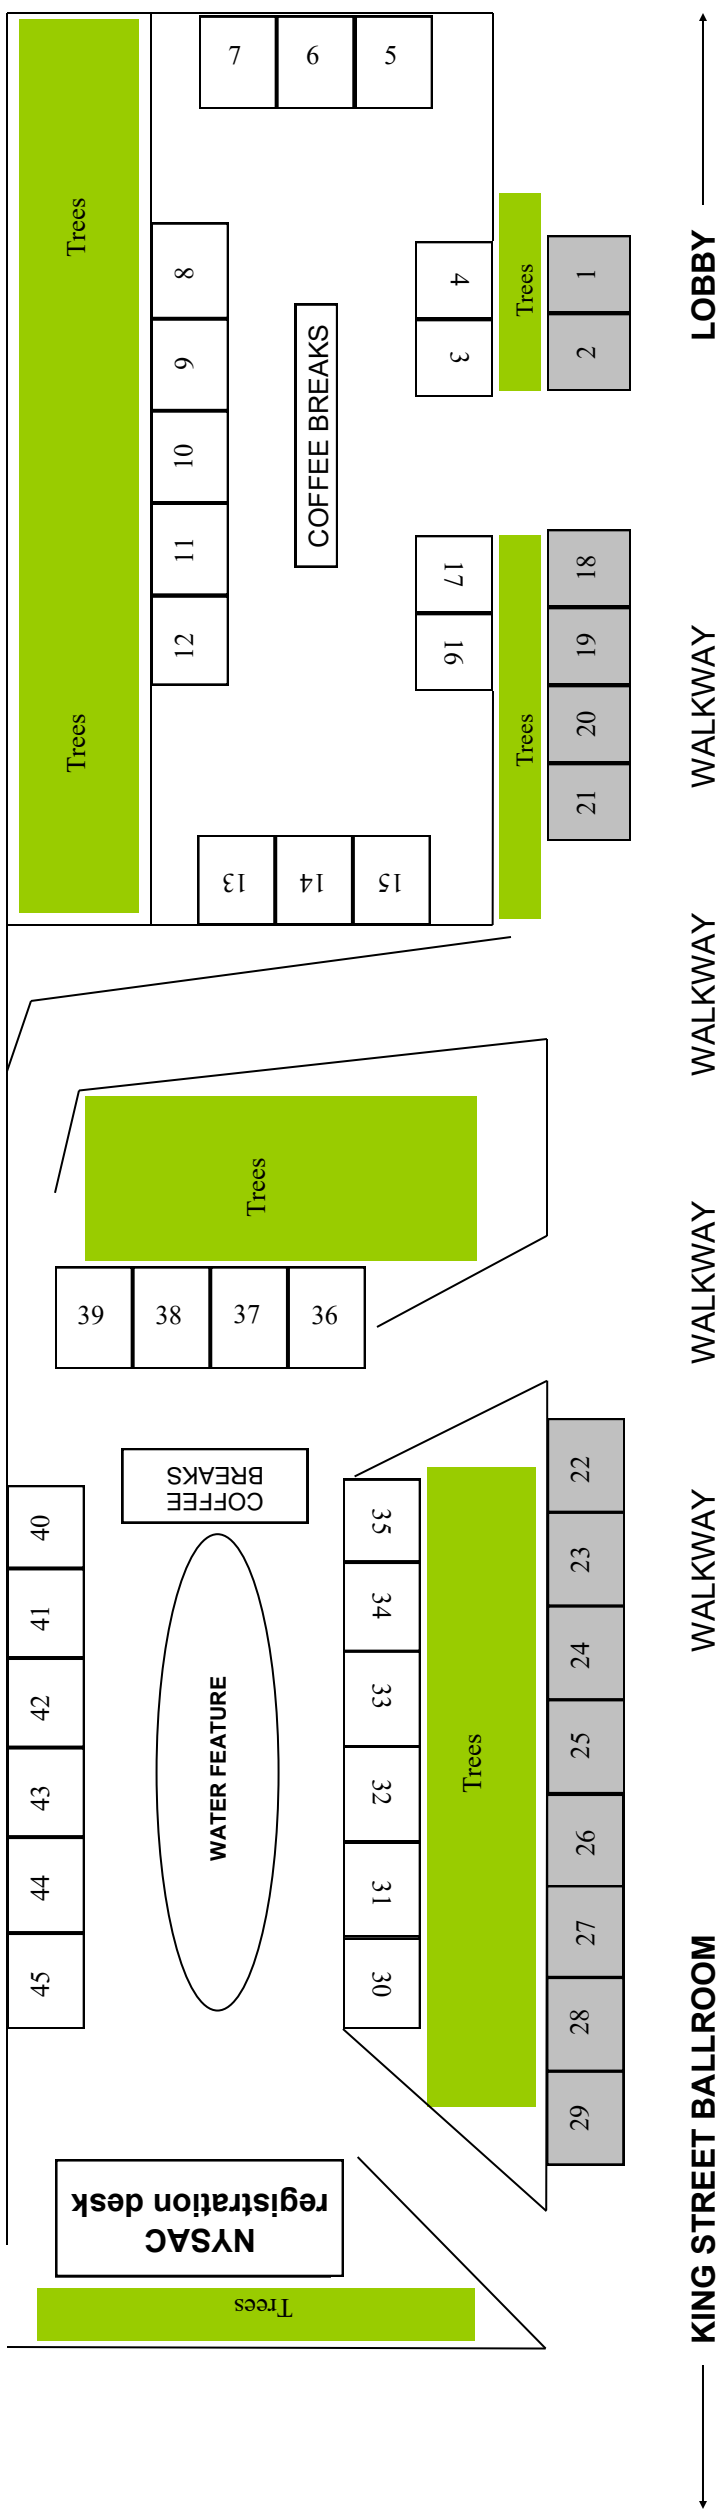 7
6
5
Trees
8
9
10
11
12
COFFEE BREAKS
4
3
Trees
1
2
LOBBY
17
16
18
19
20
21
Trees
WALKWAY
Trees
13
14
15
WALKWAY
Trees
39
38
37
36
WALKWAY
COFFEE
BREAKS
40
41
42
43
44
45
WATER FEATURE
35
34
33
32
31
30
Trees
22
23
24
25
26
27
28
29
WALKWAY
NYSAC
registration desk
Trees
KING STREET BALLROOM